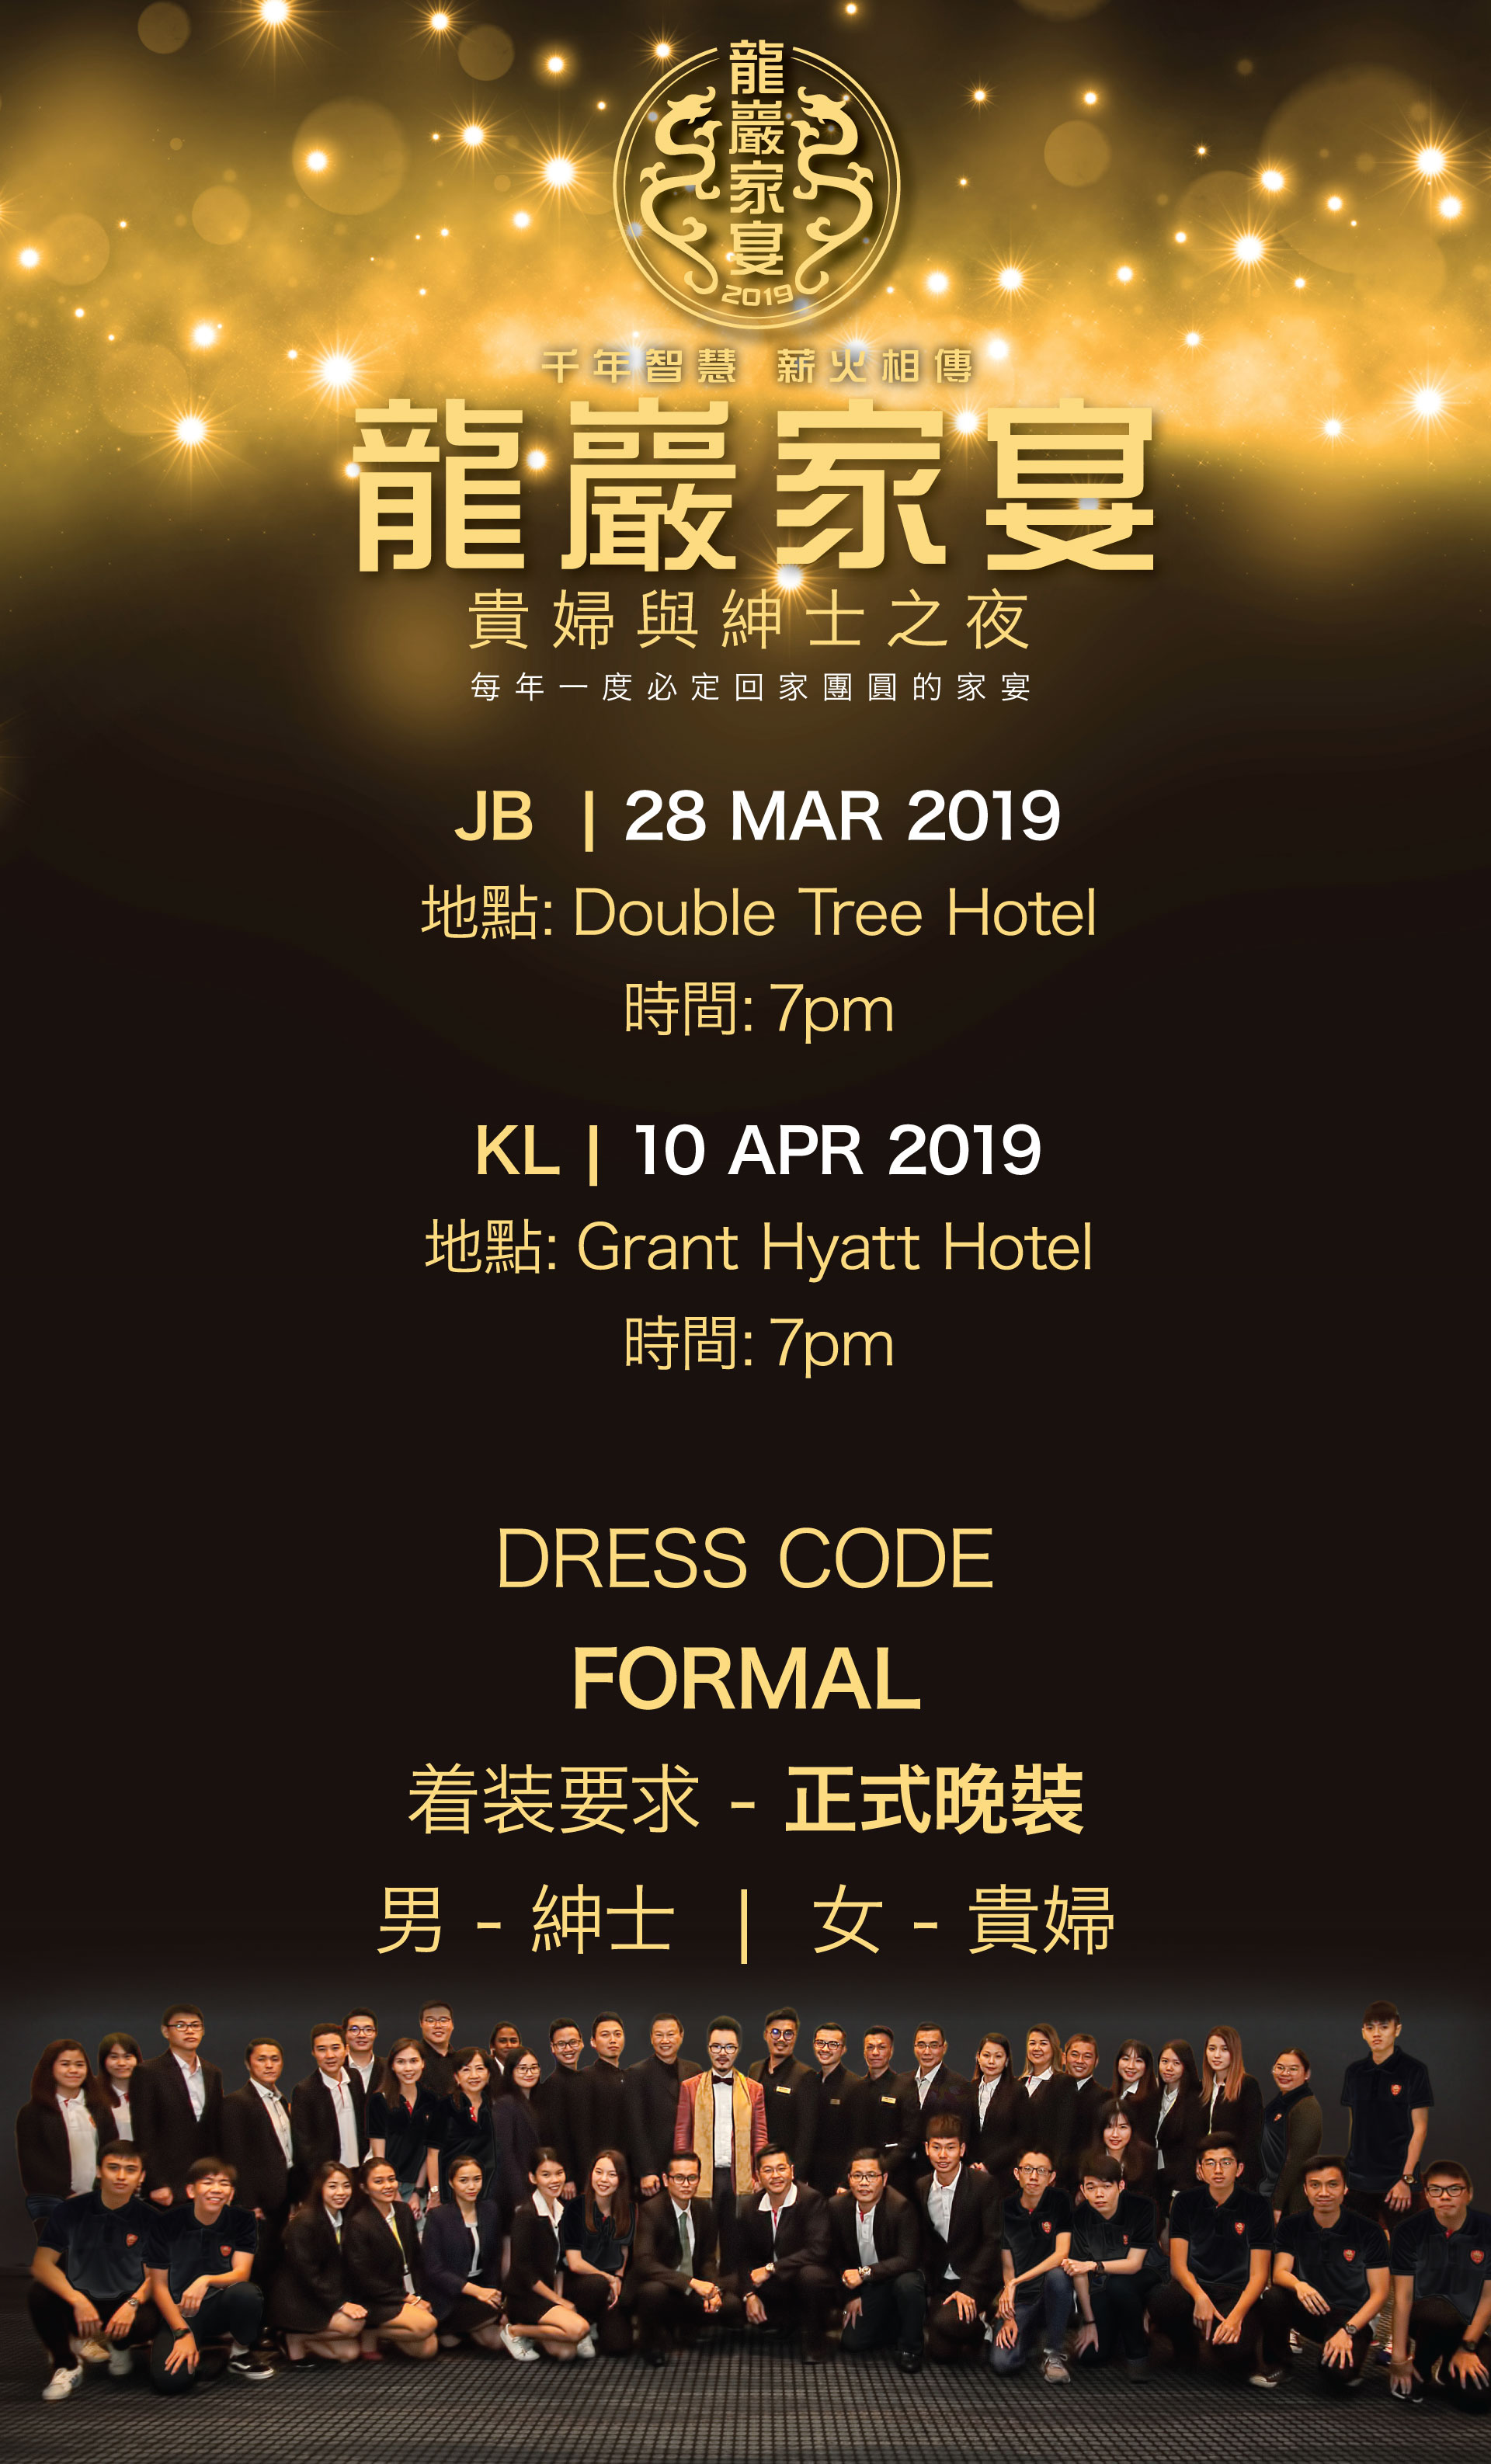 龍巖家宴
2019
千年智慧 薪火相傳
龍巖家宴
貴婦與紳士之夜
每年一度必定回家團圓的家宴
JB | 28 MAR 2019
地點: Double Tree Hotel
時間: 7pm
KL | 10 APR 2019
地點: Grant Hyatt Hotel
時間: 7pm
DRESS CODE
FORMAL
着装要求 - 正式晚裝
男 - 紳士 | 女 - 貴婦